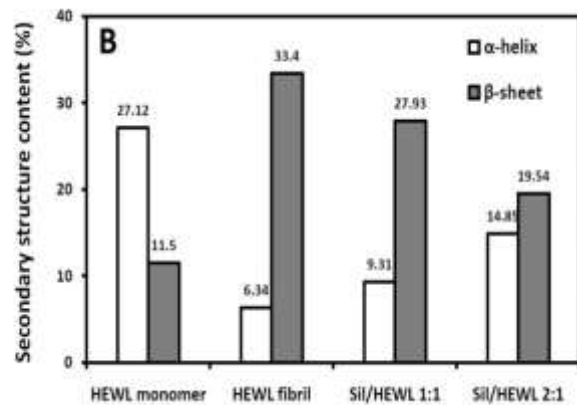 B
α-helix
β-sheet
Secondary structure content (%)
40
30
20
10
0
27.12
11.5
6.34
33.4
9.31
27.93
14.85
19.54
HEWL monomer HEWL fibril Sil/HEWL 1:1 Sil/HEWL 2:1